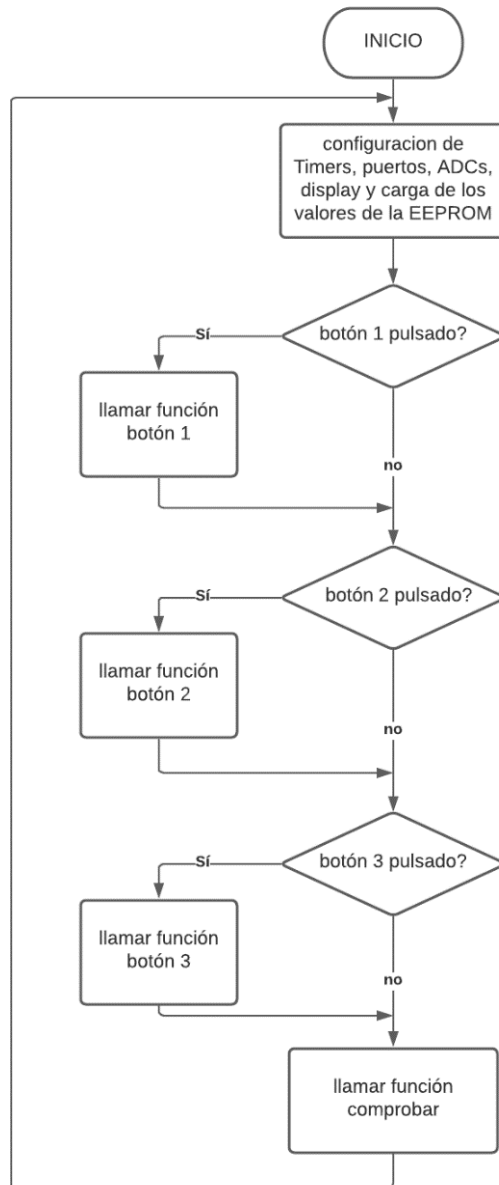 INICIO
configuracion de
Timers, puertos, ADCs,
display y carga de los
valores de la EEPROM
botón 1 pulsado?
Sí
llamar función
botón 1
no
botón 2 pulsado?
Sí
llamar función
botón 2
no
botón 3 pulsado?
Sí
llamar función
botón 3
no
llamar función
comprobar